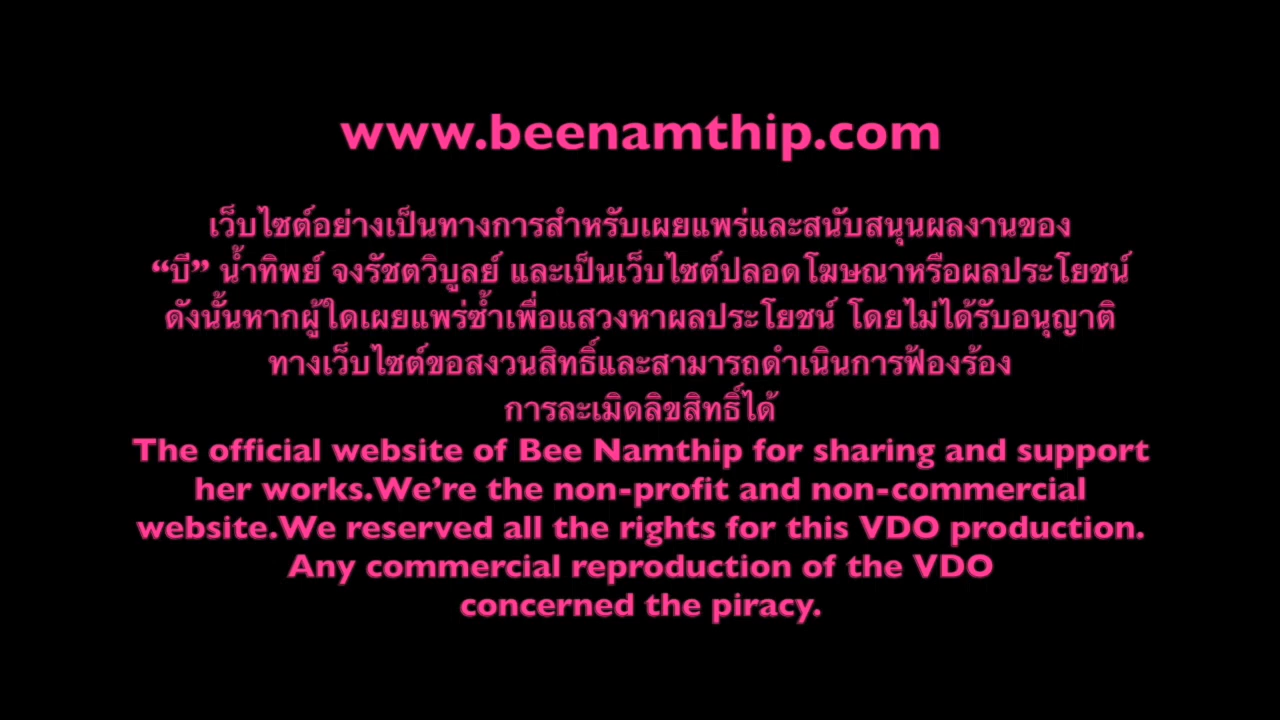 www.beenamthip.com
เว็บไซต์อย่างเป็นทางการสำหรับเผยแพร่และสนับสนุนผลงานของ
“บี” น้ำทิพย์ จงรัชตวิบูลย์ และเป็นเว็บไซต์ปลอดโฆษณาหรือผลประโยชน์
ดังนั้นหากผู้ใดเผยแพร่ซ้ำเพื่อแสวงหาผลประโยชน์ โดยไม่ได้รับอนุญาติ
ทางเว็บไซต์ขอสงวนสิทธิ์และสามารถดำเนินการฟ้องร้อง
การละเมิดลิขสิทธิ์ได้
The official website of Bee Namthip for sharing and support
her works.We’re the non-profit and non-commercial
website.We reserved all the rights for this VDO production.
Any commercial reproduction of the VDO
concerned the piracy.